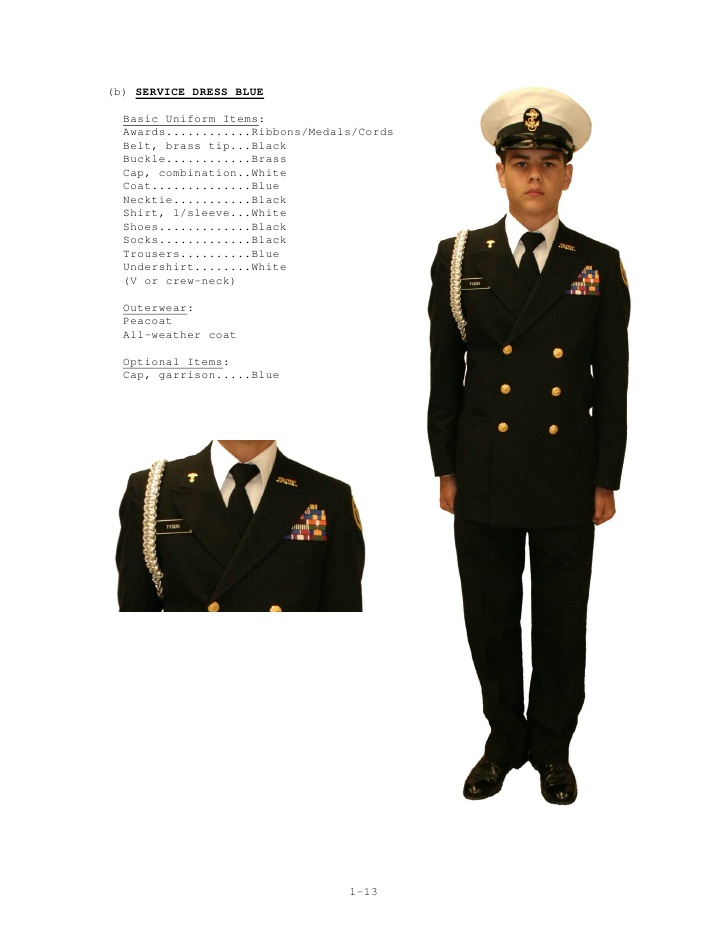 (b) SERVICE DRESS BLUE
Basic Uniform Items:
Awards............Ribbons/Medals/Cords
Belt, brass tip...Black
Buckle............Brass
Cap, combination..White
Coat..............Blue
Necktie...........Black
Shirt, l/sleeve...White
Shoes.............Black
Socks.............Black
Trousers..........Blue
Undershirt........White
(V or crew-neck)
Outerwear:
Peacoat
All-weather coat
Optional Items:
Cap, garrison.....Blue
TYSON
TYSON
1-13